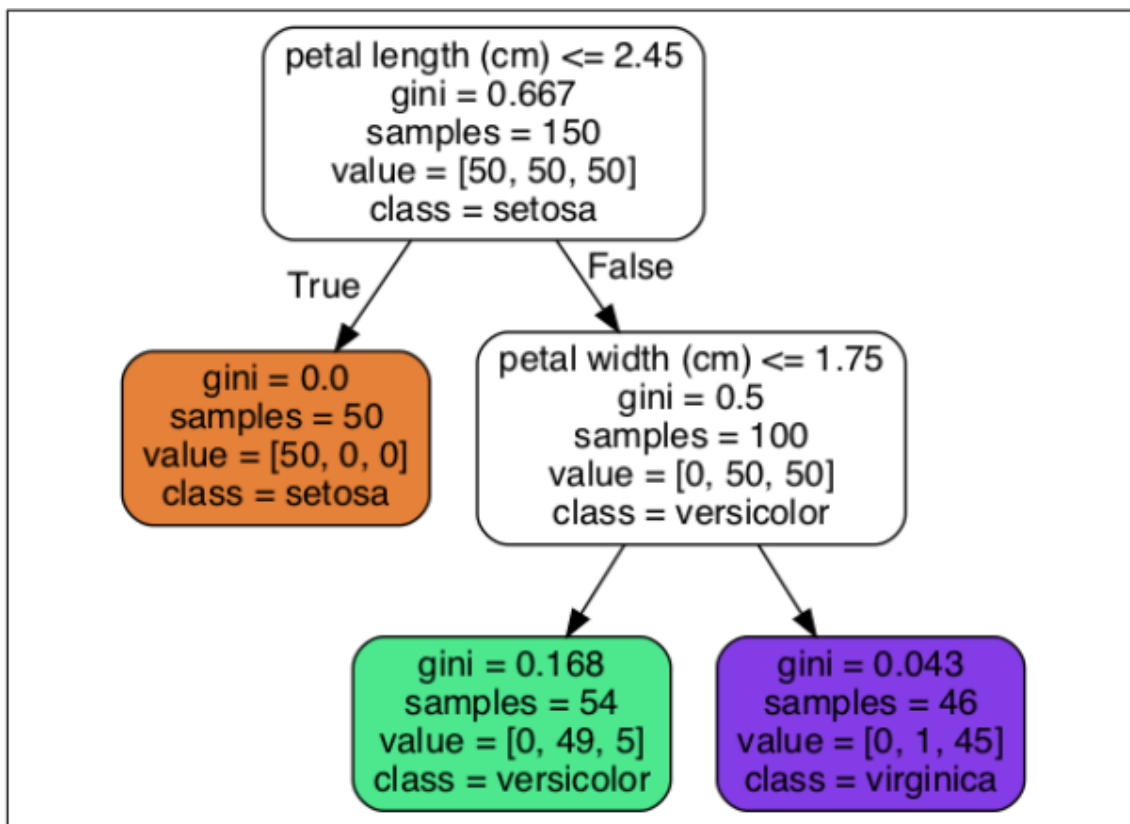 petal length (cm) <= 2.45
gini = 0.667
samples = 150
value = [50, 50, 50]
class = setosa
True
False
gini = 0.0
samples = 50
value = [50, 0, 0]
class = setosa
petal width (cm) <= 1.75
gini = 0.5
samples = 100
value = [0, 50, 50]
class = versicolor
gini = 0.168
samples = 54
value = [0, 49, 5]
class = versicolor
gini = 0.043
samples = 46
value = [0, 1, 45]
class = virginica